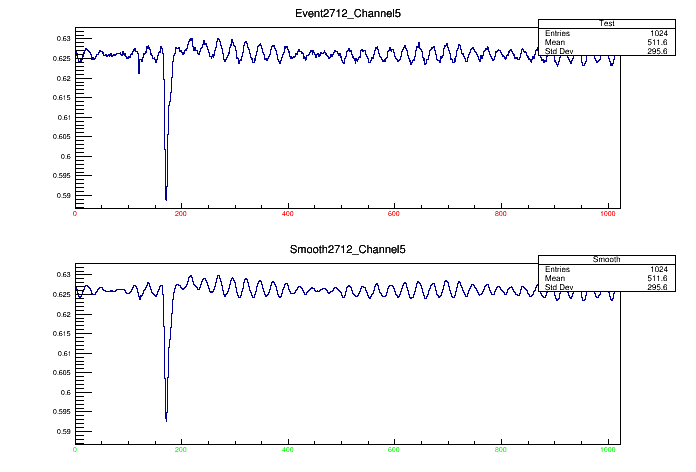 Event2712_Channel5
Test
Entries 1024
Mean 511.6
Std Dev 295.6
0.63
0.625
0.62
0.615
0.61
0.605
0.6
0.595
0.59
0 200 400 600 800 1000
Smooth2712_Channel5
Smooth
Entries 1024
Mean 511.6
Std Dev 295.6
0.63
0.625
0.62
0.615
0.61
0.605
0.6
0.595
0.59
0 200 400 600 800 1000